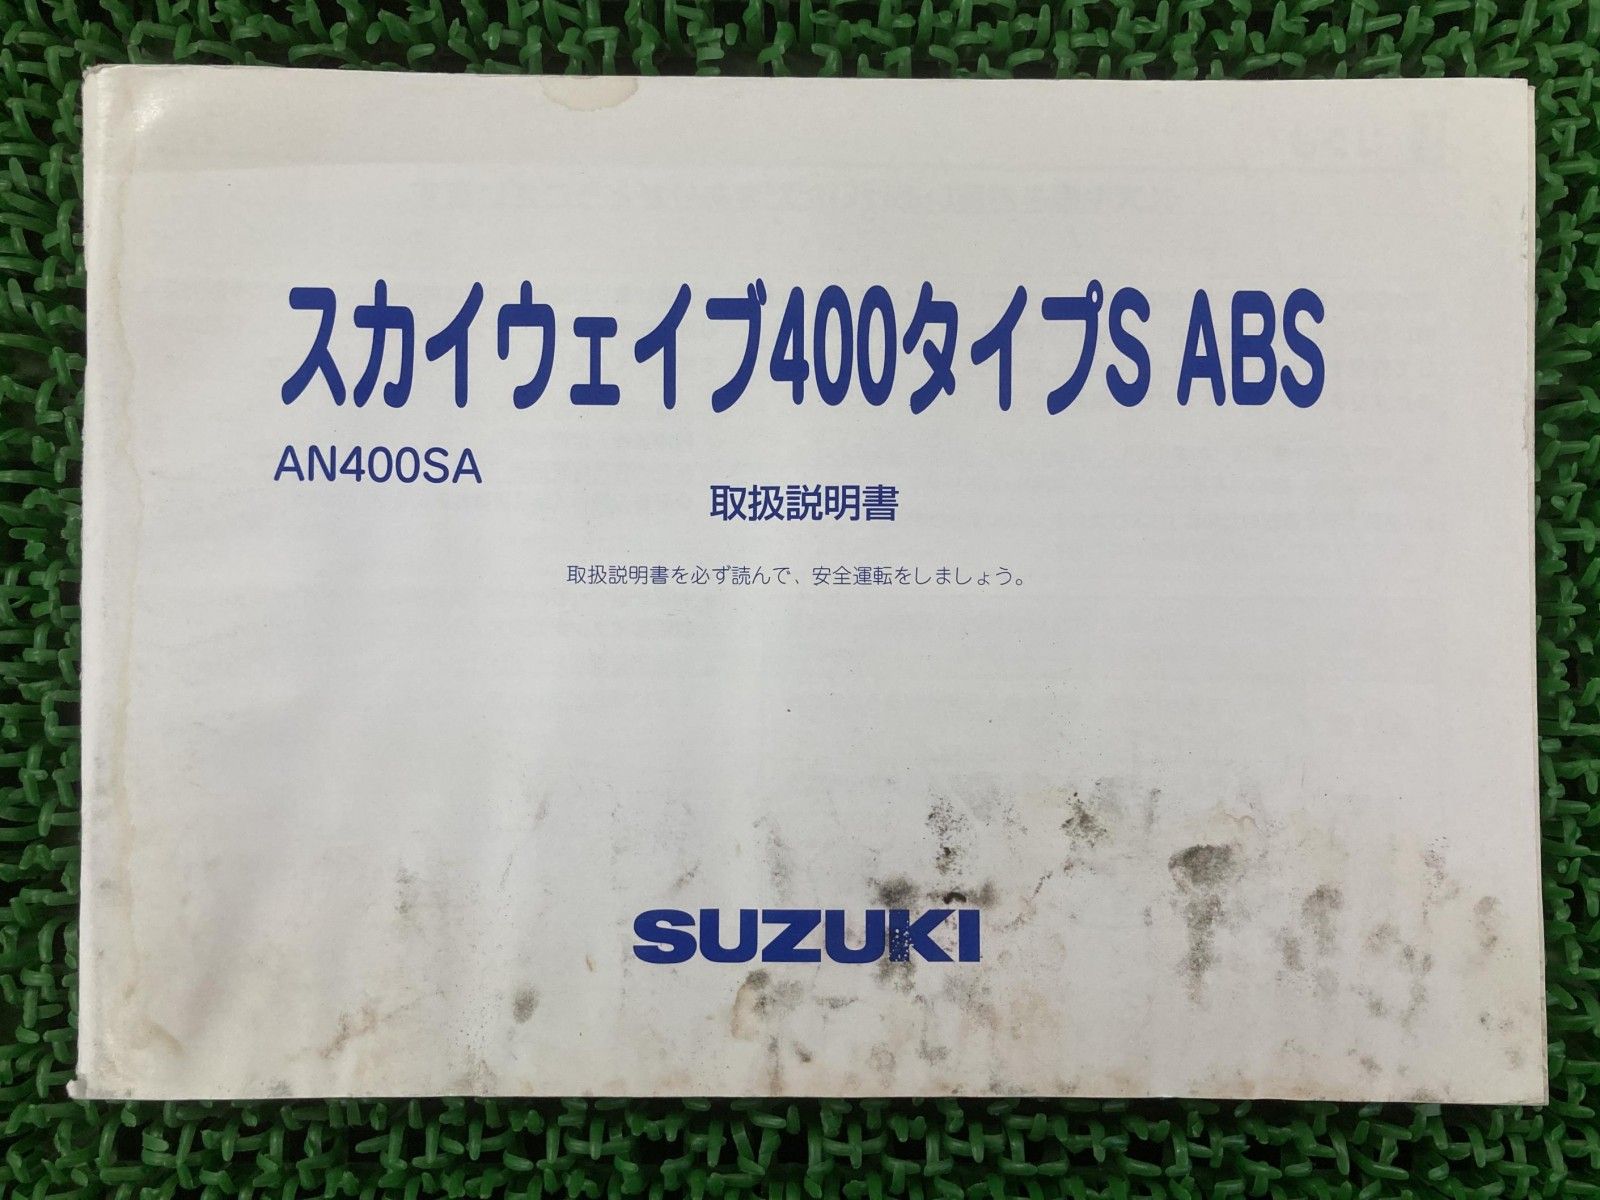 スカイウェイブ400タイプS ABS
AN400SA
取扱説明書
取扱説明書を必ず読んで、安全運転をしましょう。
SUZUKI